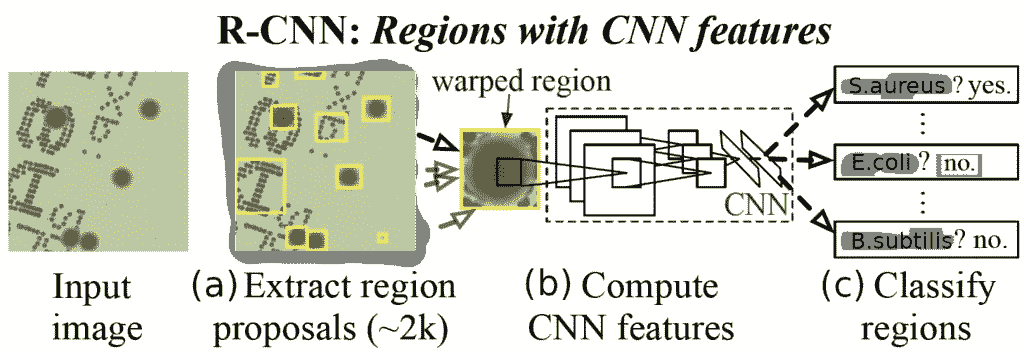 R-CNN: Regions with CNN features
warped region
S.aureus? yes.
E.coli? no.
B.subtilis? no.
CNN
Input
image
(a) Extract region
proposals (~2k)
(b) Compute
CNN features
(c) Classify
regions